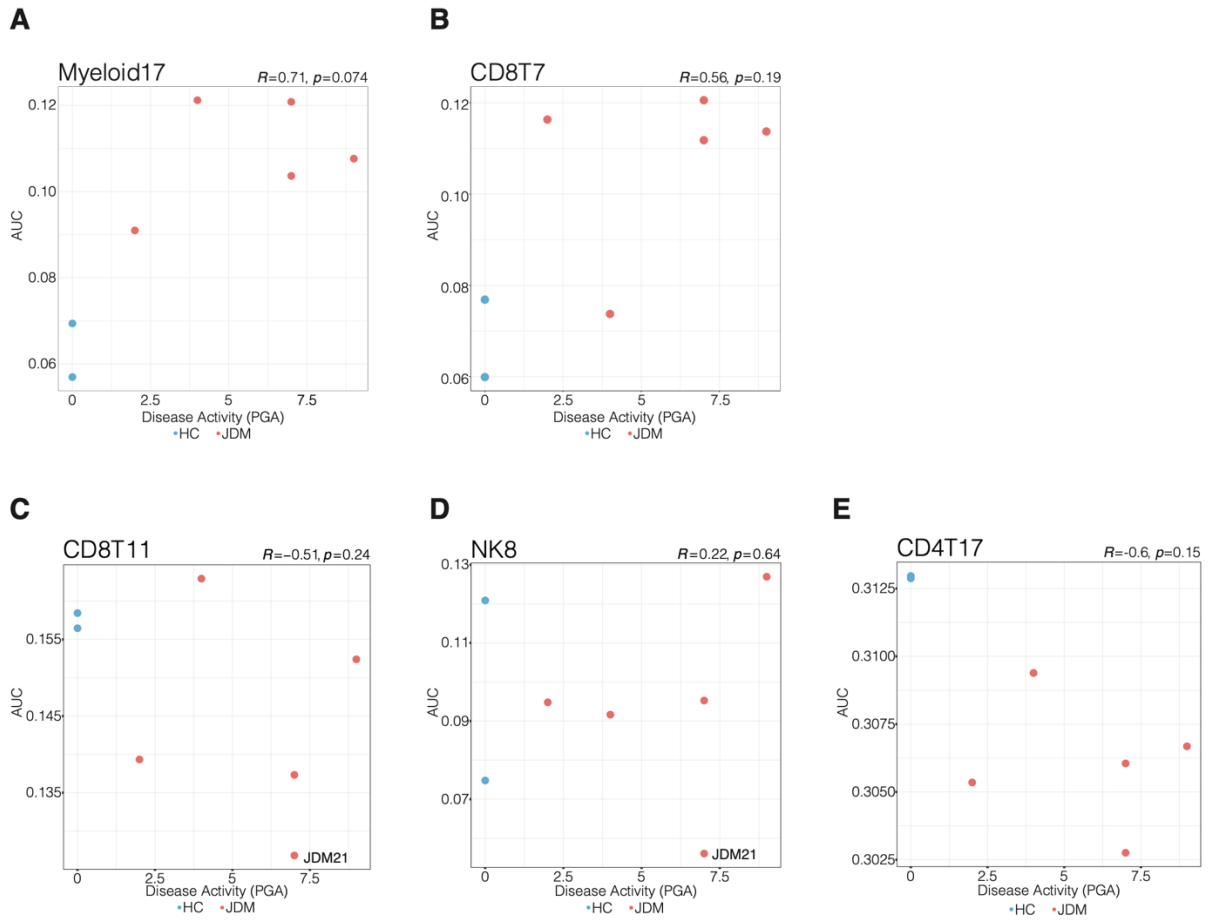 A
Myeloid17
R=0.71, p=0.074
0.12
0.10
0.08
0.06
AUC
0
2.5
5
7.5
Disease Activity (PGA)
HC JDM
B
CD8T7
R=0.56, p=0.19
0.12
0.10
0.08
0.06
AUC
0
2.5
5
7.5
Disease Activity (PGA)
HC JDM
C
CD8T11
R=−0.51, p=0.24
0.155
0.145
0.135
AUC
JDM21
0
2.5
5
7.5
Disease Activity (PGA)
HC JDM
D
NK8
R=0.22, p=0.64
0.13
0.11
0.09
0.07
AUC
JDM21
0
2.5
5
7.5
Disease Activity (PGA)
HC JDM
E
CD4T17
R=-0.6, p=0.15
0.3125
0.3100
0.3075
0.3050
0.3025
AUC
0
2.5
5
7.5
Disease Activity (PGA)
HC JDM